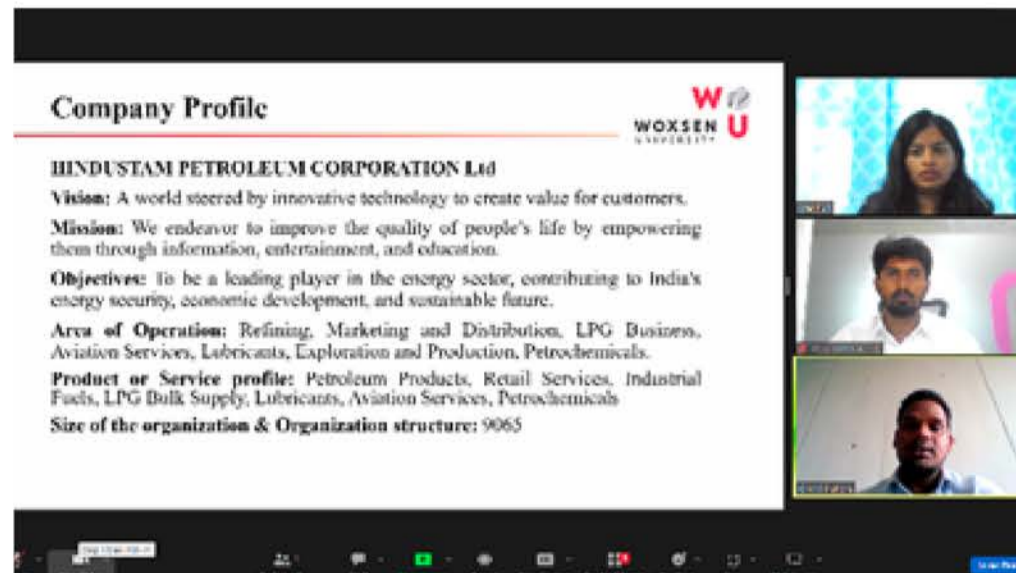 Company Profile
W
WOXSEN U
UNIVERSITY
HINDUSTAM PETROLEUM CORPORATION Ltd
Vision: A world steered by innovative technology to create value for customers.
Mission: We endeavor to improve the quality of people's life by empowering
them through information, entertainment, and education.
Objectives: To be a leading player in the energy sector, contributing to India's
energy security, economic development, and sustainable future.
Area of Operation: Refining, Marketing and Distribution, LPG Business,
Aviation Services, Lubricants, Exploration and Production, Petrochemicals.
Product or Service profile: Petroleum Products, Retail Services, Industrial
Fuels, LPG Bulk Supply, Lubricants, Aviation Services, Petrochemicals
Size of the organization & Organization structure: 9065